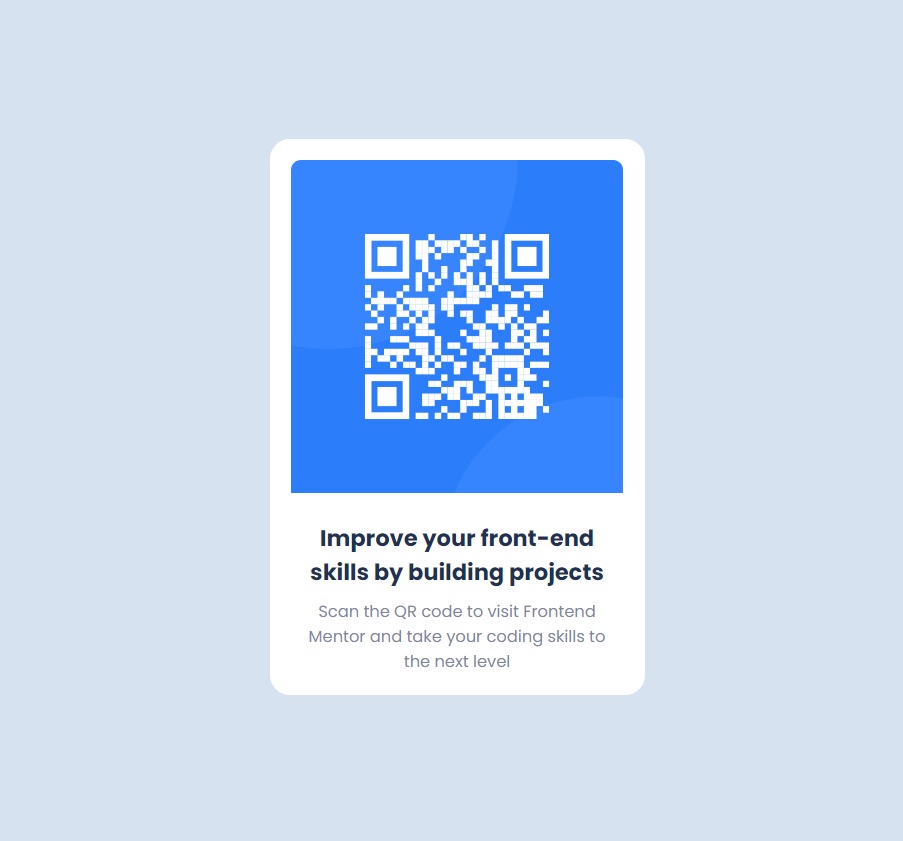 Improve your front-end
skills by building projects
Scan the QR code to visit Frontend
Mentor and take your coding skills to
the next level